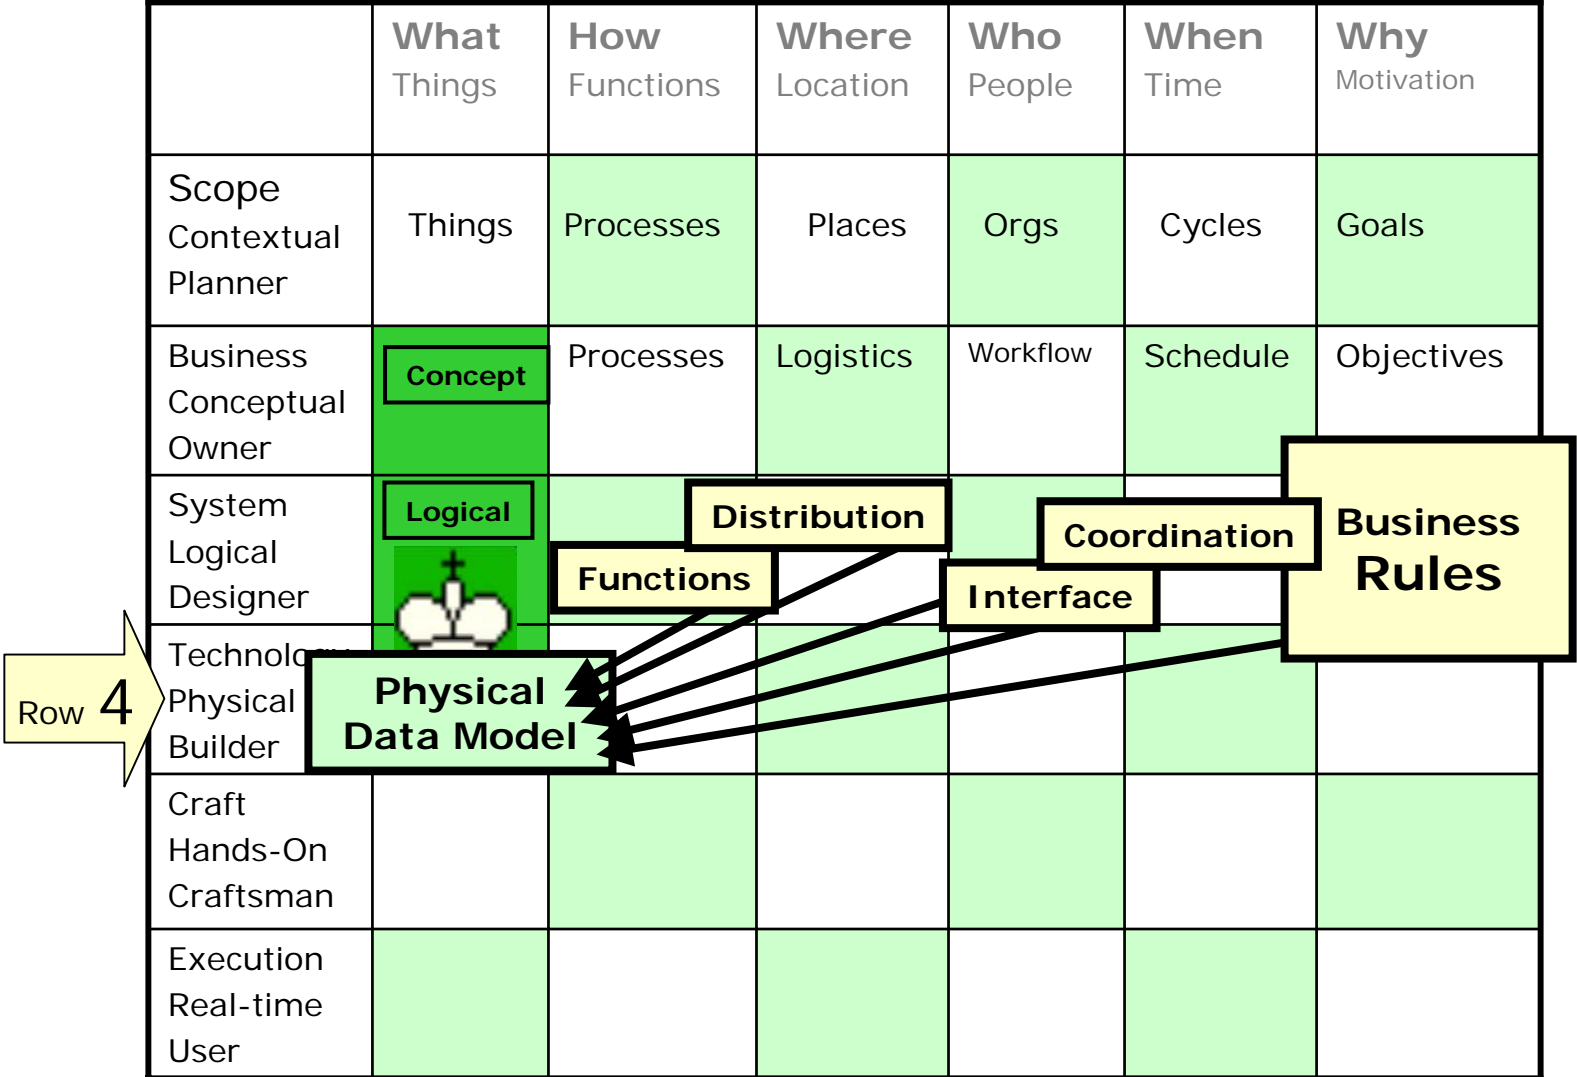 What How Where Who When Why
Things Functions Location People Time Motivation
Scope
Contextual
Planner
Things Processes Places Orgs Cycles Goals
Business
Conceptual
Owner
Concept
Processes Logistics Workflow Schedule Objectives
System
Logical
Designer
Logical
Functions
Distribution
Interface
Coordination
Business
Rules
Row 4
Technology
Physical
Builder
Physical
Data Model
Craft
Hands-On
Craftsman
Execution
Real-time
User